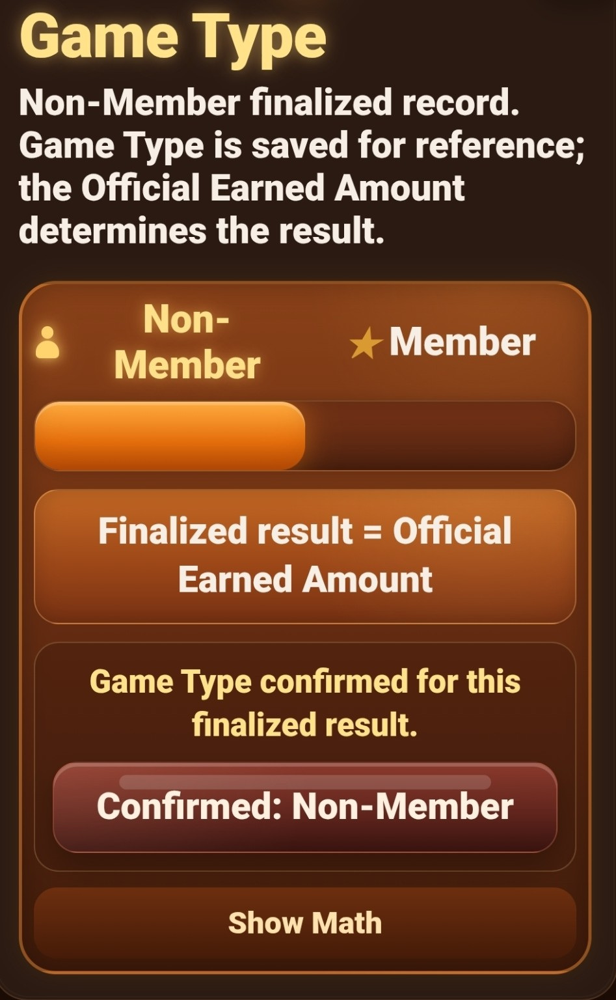 Game Type
Non-Member finalized record.
Game Type is saved for reference;
the Official Earned Amount
determines the result.
Non-
Member
Member
Finalized result = Official
Earned Amount
Game Type confirmed for this
finalized result.
Confirmed: Non-Member
Show Math